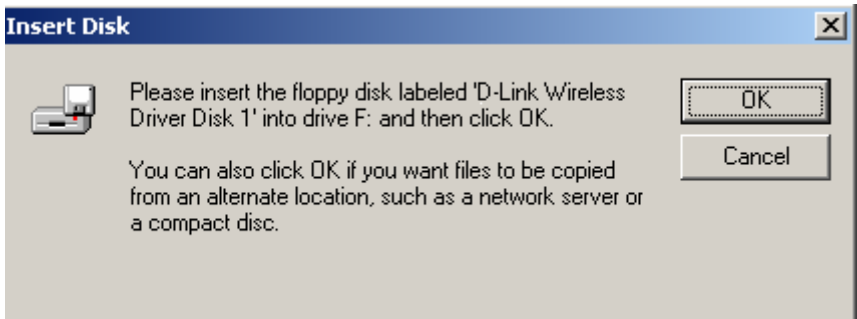 Insert Disk
Please insert the floppy disk labeled 'D-Link Wireless
Driver Disk 1' into drive F: and then click OK.
You can also click OK if you want files to be copied
from an alternate location, such as a network server or
a compact disc.
OK
Cancel